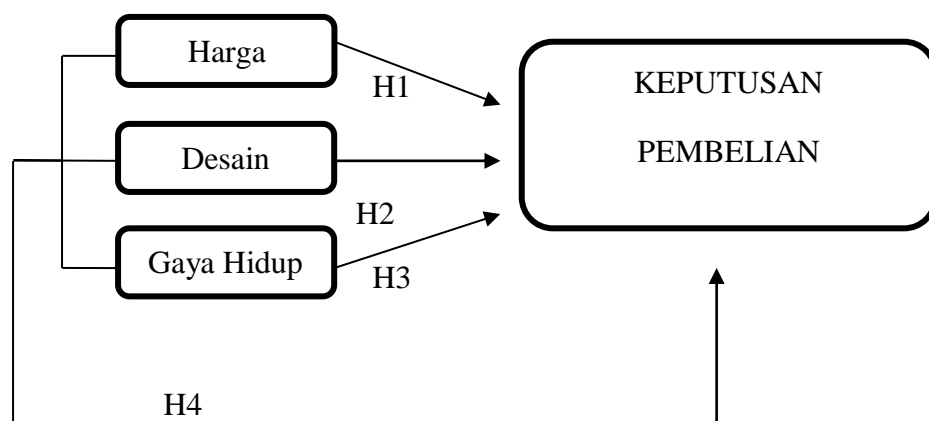 Harga
H1
KEPUTUSAN
PEMBELIAN
Desain
H2
Gaya Hidup
H3
H4